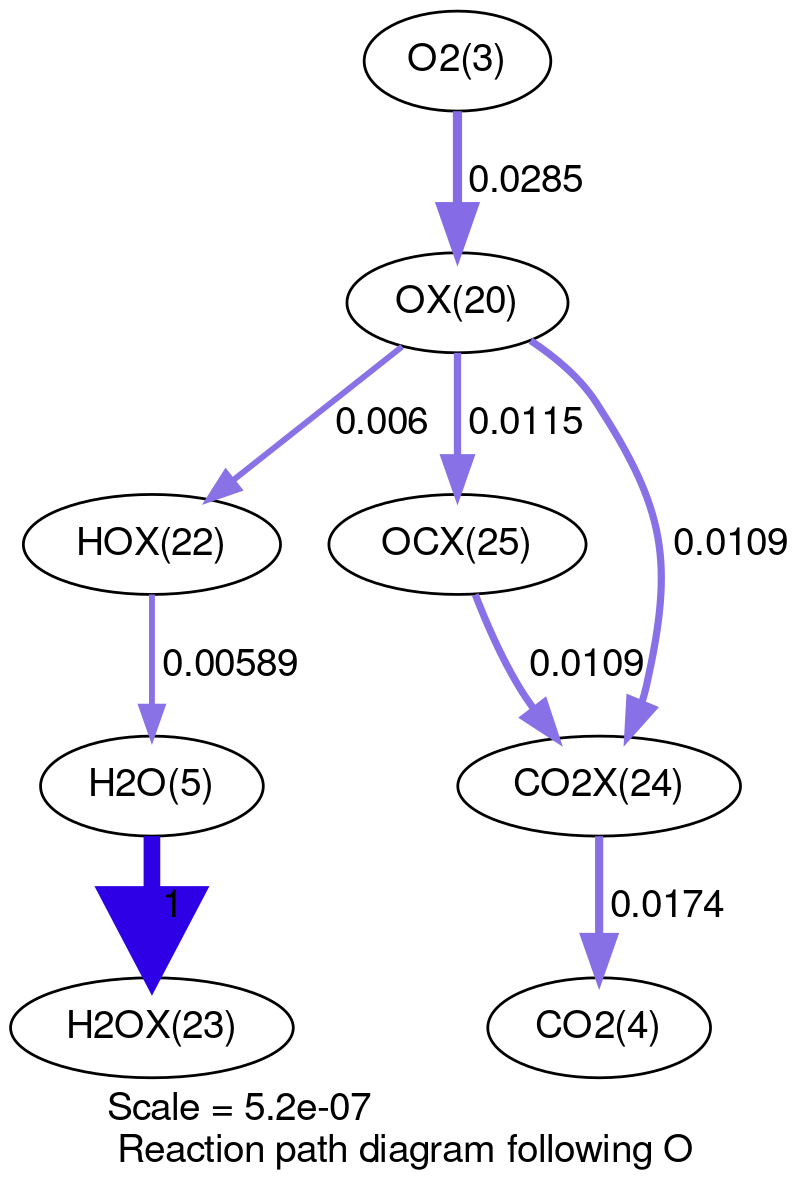 O2(3)
0.0285
OX(20)
0.006
0.0115
HOX(22)
OCX(25)
0.0109
0.00589
0.0109
H2O(5)
CO2X(24)
1
0.0174
H2OX(23)
CO2(4)
Scale = 5.2e-07
Reaction path diagram following O